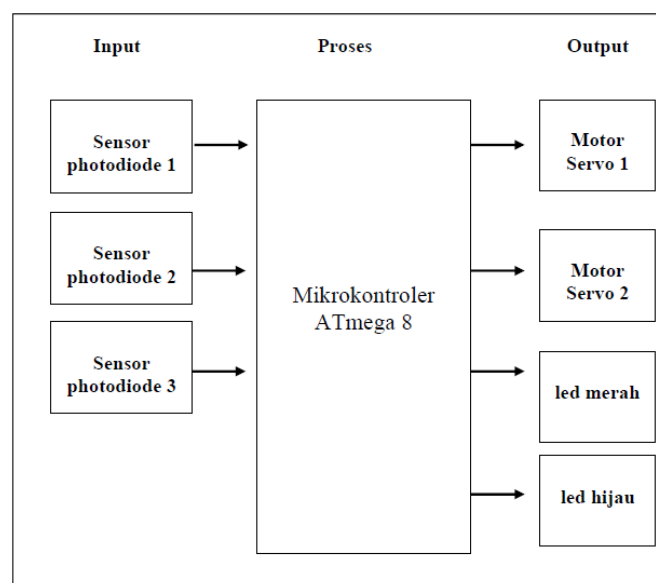 Input
Proses
Output
Sensor
photodiode 1
Sensor
photodiode 2
Sensor
photodiode 3
Mikrokontroler
ATmega 8
Motor
Servo 1
Motor
Servo 2
led merah
led hijau